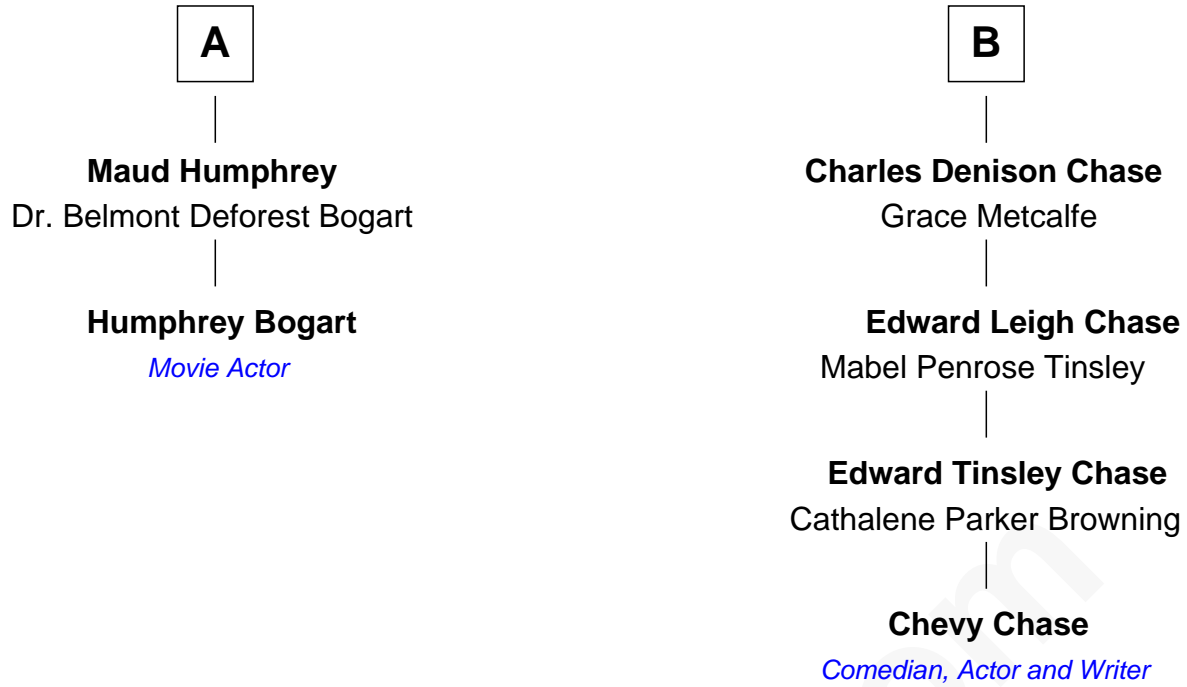 A
Maud Humphrey
Dr. Belmont Deforest Bogart
Humphrey Bogart
Movie Actor
B
Charles Denison Chase
Grace Metcalfe
Edward Leigh Chase
Mabel Penrose Tinsley
Edward Tinsley Chase
Cathalene Parker Browning
Chevy Chase
Comedian, Actor and Writer